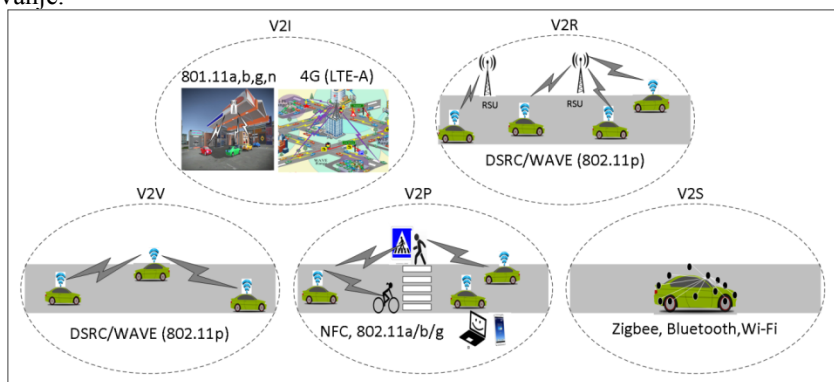 vanje.
V2I
801.11a,b,g,n
4G (LTE-A)
V2R
RSU
RSU
DSRC/WAVE (802.11p)
V2V
DSRC/WAVE (802.11p)
V2P
NFC, 802.11a/b/g
V2S
Zigbee, Bluetooth,Wi-Fi